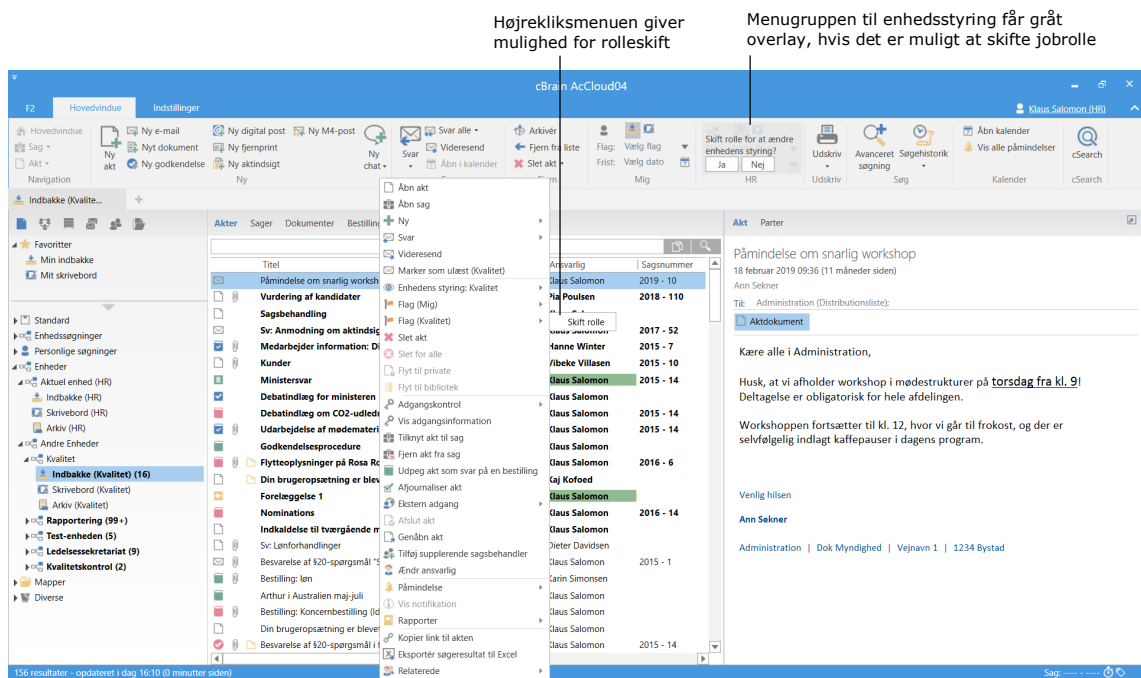 Højrekliksmenuen giver
mulighed for rolleskift
Menugruppen til enhedsstyring får gråt
overlay, hvis det er muligt at skifte jobrolle
cBrain AcCloud04
F2 Hovedvindue Indstillinger
Klaus Salomon (HR)
Hovedvindue
Sag
Akt
Navigation
Ny
akt
Ny e-mail
Nyt dokument
Ny godkendelse
Ny digital post
Ny fjernprint
Ny aktindsigt
Ny M4-post
Ny
chat
Ny
Svar
Svar alle
Videresend
Åbn i kalender
Arkivér
Fjern fra liste
Slet akt
Fjern
Flag: Vælg flag
Frist: Vælg dato
Mig
Skift rolle for at ændre
enhedens styring?
Ja Nej
HR
Udskriv
Udskriv
Avanceret
søgning
Søgehistorik
Søg
Åbn kalender
Vis alle påmindelser
Kalender
cSearch
cSearch
Indbakke (Kvalite...
Favoritter
Min indbakke
Mit skrivebord
Standard
Enhedssøgninger
Personlige søgninger
Enheder
Aktuel enhed (HR)
Indbakke (HR)
Skrivebord (HR)
Arkiv (HR)
Andre Enheder
Kvalitet
Indbakke (Kvalitet) (16)
Skrivebord (Kvalitet)
Arkiv (Kvalitet)
Rapportering (99+)
Test-enheden (5)
Ledelsessekretariat (9)
Kvalitetskontrol (2)
Mapper
Diverse
Akter Sager Dokumenter
Titel Ansvarlig Sagsnummer
Påmindelse om snarlig Klaus Salomon 2019 - 10
Vurdering af kandidater Pia Poulsen 2018 - 110
Sagsbehandling
Sv: Anmodning om 2017 - 52
Medarbejder information: Hanne Winter 2015 - 7
Kunder Vibeke Villasen 2015 - 10
Ministersvar Klaus Salomon 2015 - 14
Debatindlæg for ministeren Klaus Salomon
Debatindlæg om Klaus Salomon 2015 - 14
Udarbejdelse af Klaus Salomon 2015 - 14
Godkendelsesprocedure Klaus Salomon
Flytteoplysninger på Rosa Klaus Salomon 2016 - 6
Din brugeropsætning er Kaj Kofoed
Forelæggelse 1 Klaus Salomon
Nominations Klaus Salomon 2016 - 14
Indkaldelse til tværgående Klaus Salomon
Sv: Lønforhandlinger Dieter Davidsen
Besvarelse af §20-spørgsmål Klaus Salomon 2015 - 1
Bestilling: løn Karin Simonsen
Arthur i Australien maj-juli Klaus Salomon
Bestilling: Koncernbestilling Klaus Salomon
Din brugeropsætning er Klaus Salomon
Besvarelse af §20-spørgsmål i Klaus Salomon 2015 - 14
Åbn akt
Åbn sag
Ny
Svar
Videresend
Marker som ulæst (Kvalitet)
Enhedens styring: Kvalitet
Flag (Mig)
Flag (Kvalitet)
Skift rolle
Slet akt
Slet for alle
Flyt til private
Flyt til bibliotek
Adgangskontrol
Vis adgangsinformation
Tilknyt akt til sag
Fjern akt fra sag
Udpeg akt som svar på en bestilling
Afjournaliser akt
Ekstern adgang
Afslut akt
Genåbn akt
Tilføj supplerende sagsbehandler
Ændr ansvarlig
Påmindelse
Vis notifikation
Rapporter
Kopier link til akten
Eksportér søgeresultat til Excel
Relaterede
Akt Parter
Påmindelse om snarlig workshop
18 februar 2019 09:36 (11 måneder siden)
Ann Sekner
Til: Administration (Distributionsliste);
Aktdokument
Kære alle i Administration,
Husk, at vi afholder workshop i mødestrukturer på torsdag fra kl. 9!
Deltagelse er obligatorisk for hele afdelingen.
Workshoppen fortsætter til kl. 12, hvor vi går til frokost, og der er
selvfølgelig indlagt kaffepauser i dagens program.
Venlig hilsen
Ann Sekner
Administration | Dok Myndighed | Vejnavn 1 | 1234 Bystad
156 resultater - opdateret i dag 16:10 (0 minutter siden)
Sag: ---- - ----